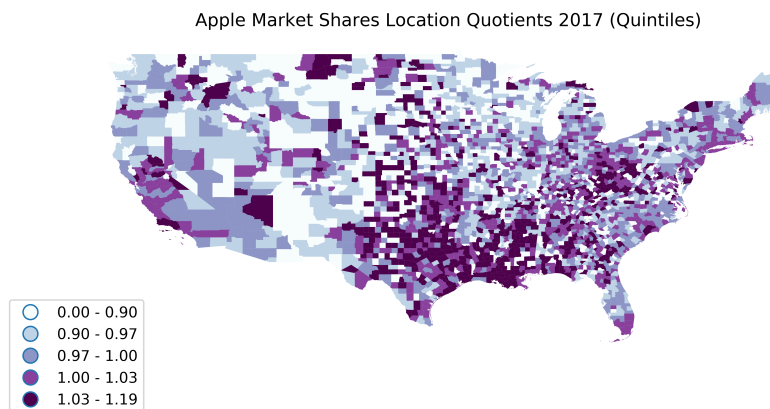 Apple Market Shares Location Quotients 2017 (Quintiles)
0.00 - 0.90
0.90 - 0.97
0.97 - 1.00
1.00 - 1.03
1.03 - 1.19